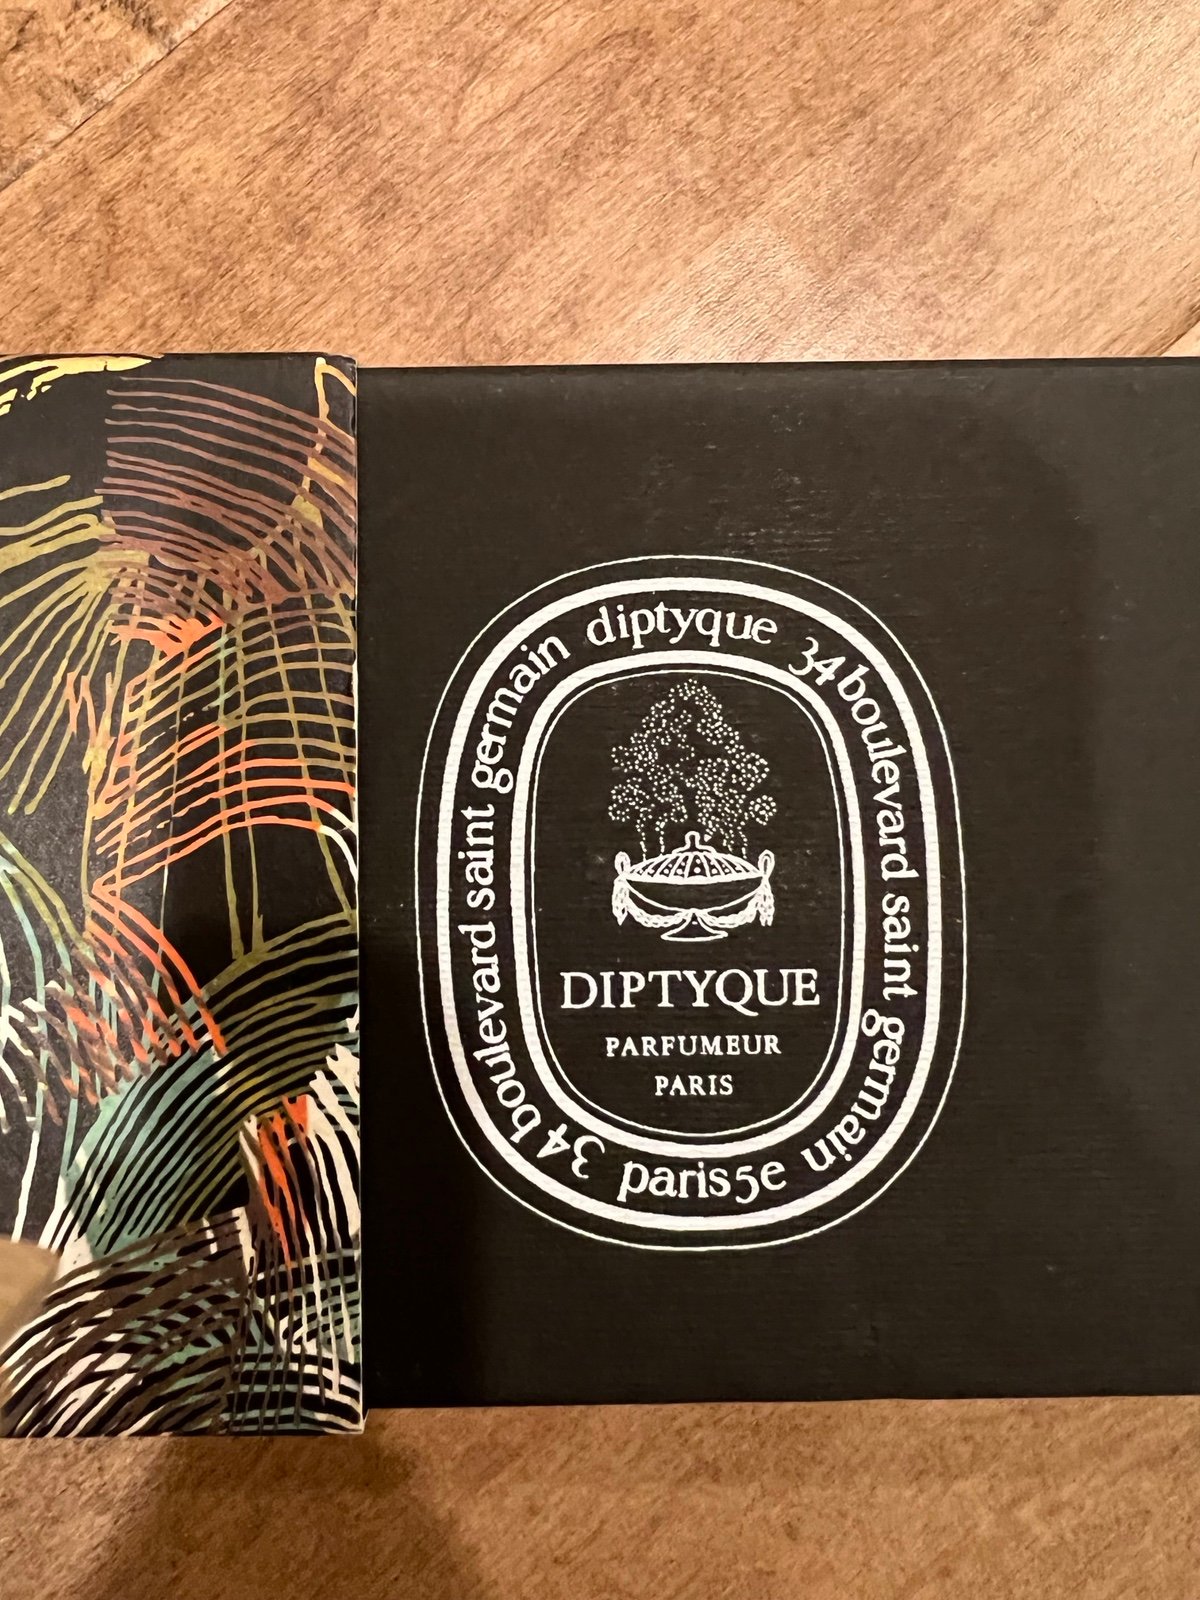 diptyque 34 boulevard saint germain paris5e 34 boulevard saint germain
DIPTYQUE
PARFUMEUR
PARIS